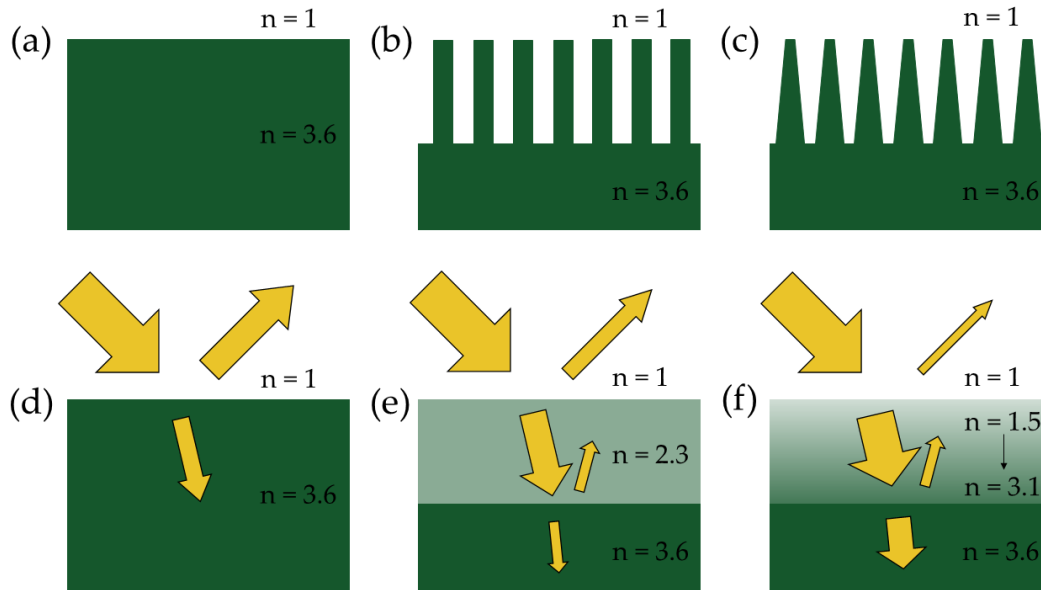 (a)
n = 1
n = 3.6
(b)
n = 1
n = 3.6
(c)
n = 1
n = 3.6
(d)
n = 1
n = 3.6
(e)
n = 1
n = 2.3
n = 3.6
(f)
n = 1
n = 1.5
n = 3.1
n = 3.6